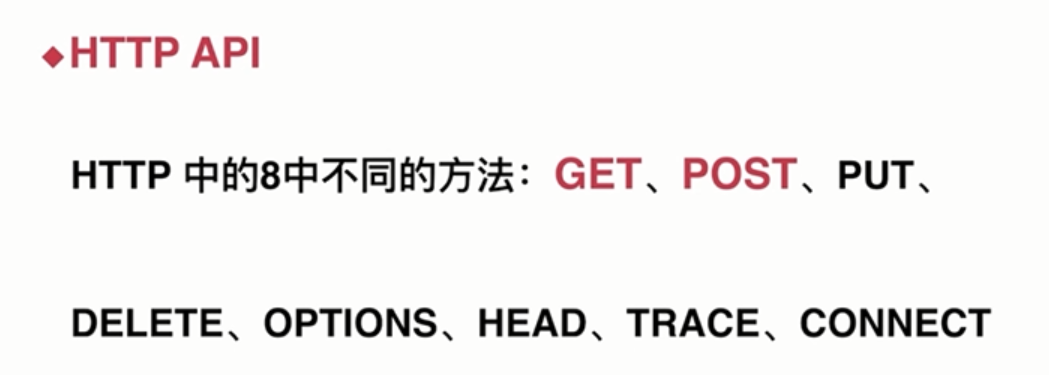 ◆HTTP API
HTTP 中的8中不同的方法：GET、POST、PUT、
DELETE、OPTIONS、HEAD、TRACE、CONNECT